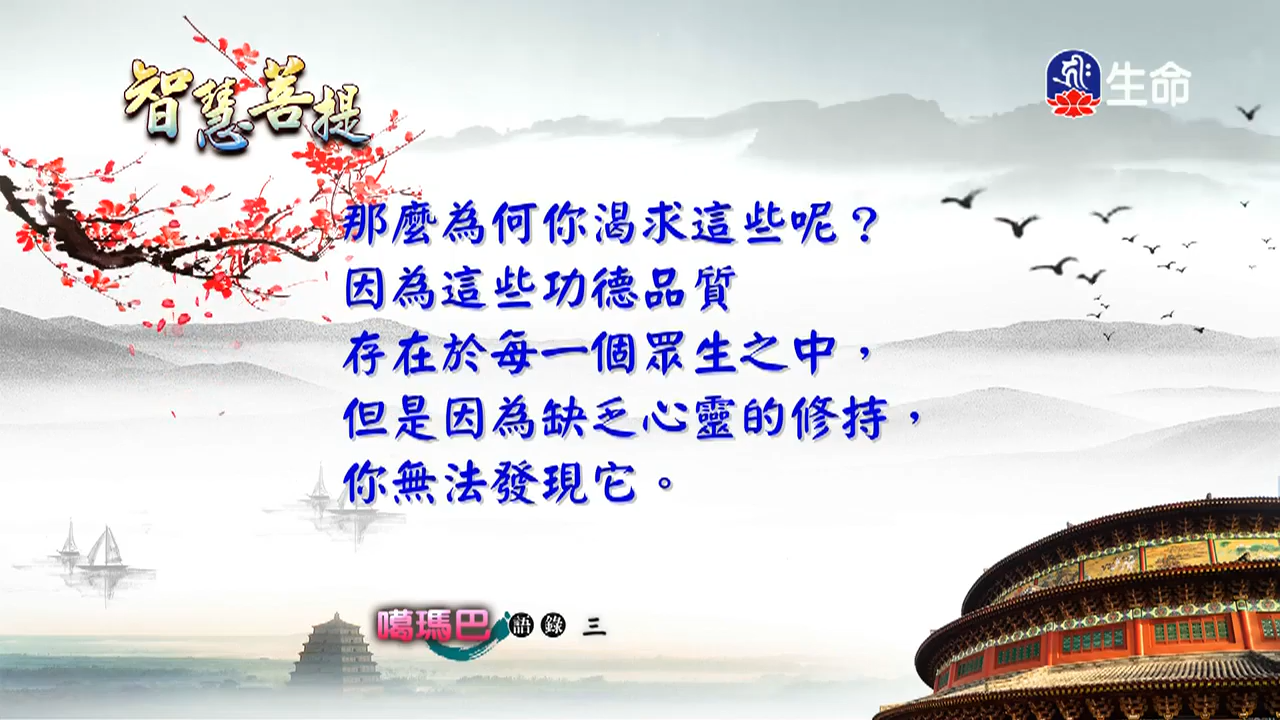 智慧菩提
生命
那麼為何你渴求這些呢？
因為這些功德品質
存在於每一個眾生之中，
但是因為缺乏心靈的修持，
你無法發現它。
噶瑪巴語錄 三